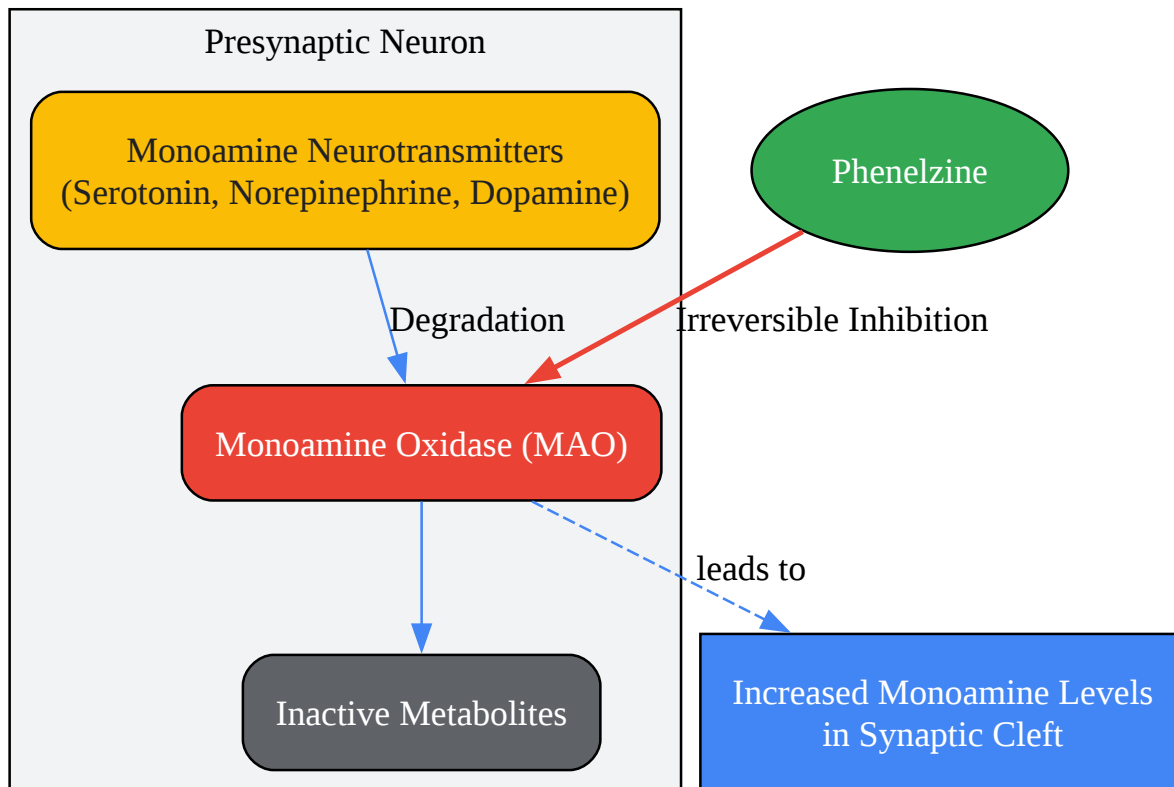 Presynaptic Neuron
Monoamine Neurotransmitters
(Serotonin, Norepinephrine, Dopamine)
Phenelzine
Degradation
Irreversible Inhibition
Monoamine Oxidase (MAO)
leads to
Inactive Metabolites
Increased Monoamine Levels
in Synaptic Cleft